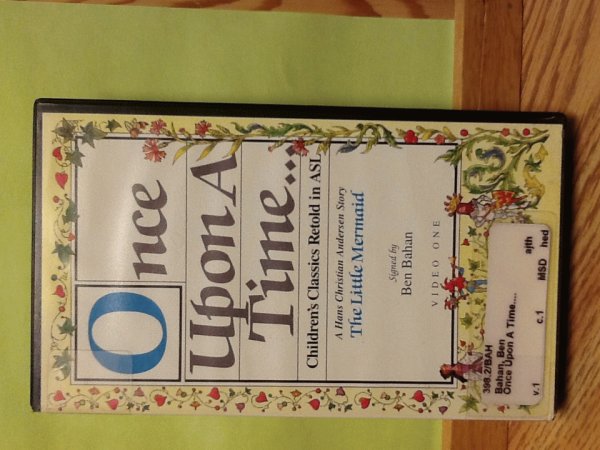 Once
Upon A
Time...
Children's Classics Retold in ASL
A Hans Christian Andersen Story
The Little Mermaid
Signed by
Ben Bahan
VIDEO ONE
398.2/BAH
Bahan, Ben
Once Upon A Time....
ajth
v.1 c.1 MSD hed